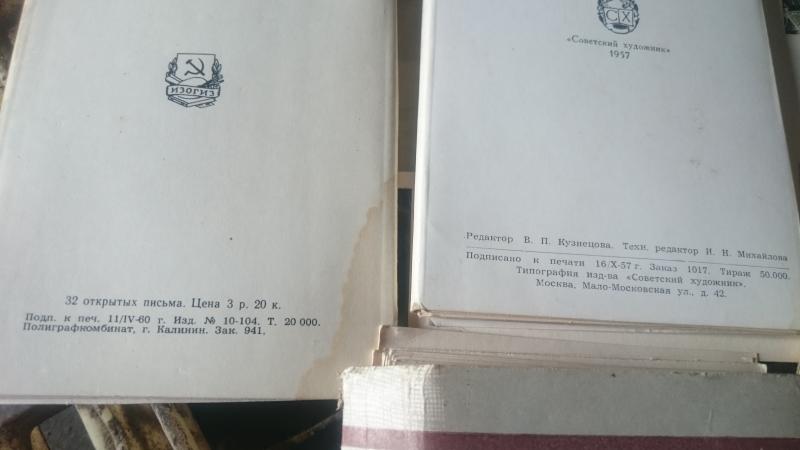 ИЗОГИЗ
32 открытых письма. Цена 3 р. 20 к.
Подп. к печ. 11/IV-60 г. Изд. № 10-104. Т. 20 000.
Полиграфкомбинат, г. Калинин. Зак. 941.
СХ
«Советский художник»
1957
Редактор В. П. Кузнецова. Техн. редактор И. Н. Михайлова
Подписано к печати 16/X-57 г. Заказ 1017. Тираж 50.000.
Типография изд-ва «Советский художник».
Москва, Мало-Московская ул., д. 42.